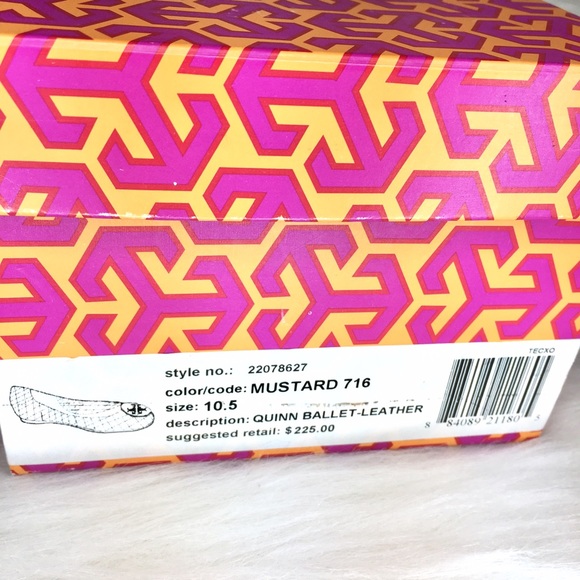 TECXO
style no.: 22078627
color/code: MUSTARD 716
size: 10.5
description: QUINN BALLET-LEATHER
suggested retail: $225.00
8 84089 21180 5